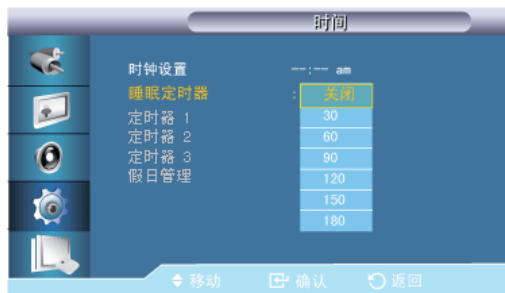 时间
时钟设置 --:-- am
睡眠定时器 : 关闭
定时器 1 30
定时器 2 60
定时器 3 90
假日管理 120
150
180
移动 确认 返回